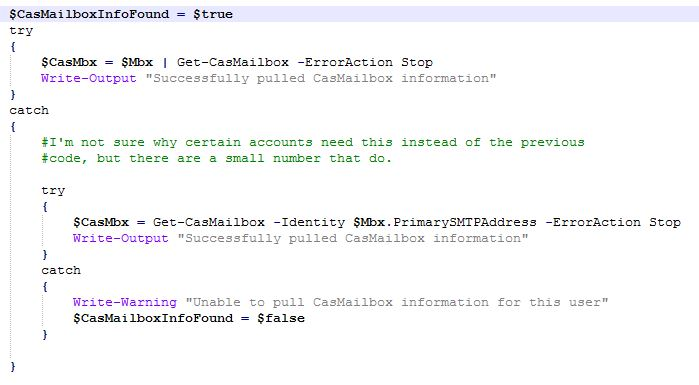 $CasMailboxInfoFound = $true
try
{
$CasMbx = $Mbx | Get-CasMailbox -ErrorAction Stop
Write-Output "Successfully pulled CasMailbox information"
}
catch
{
#I'm not sure why certain accounts need this instead of the previous
#code, but there are a small number that do.
try
{
$CasMbx = Get-CasMailbox -Identity $Mbx.PrimarySMTPAddress -ErrorAction Stop
Write-Output "Successfully pulled CasMailbox information"
}
catch
{
Write-Warning "Unable to pull CasMailbox information for this user"
$CasMailboxInfoFound = $false
}
}